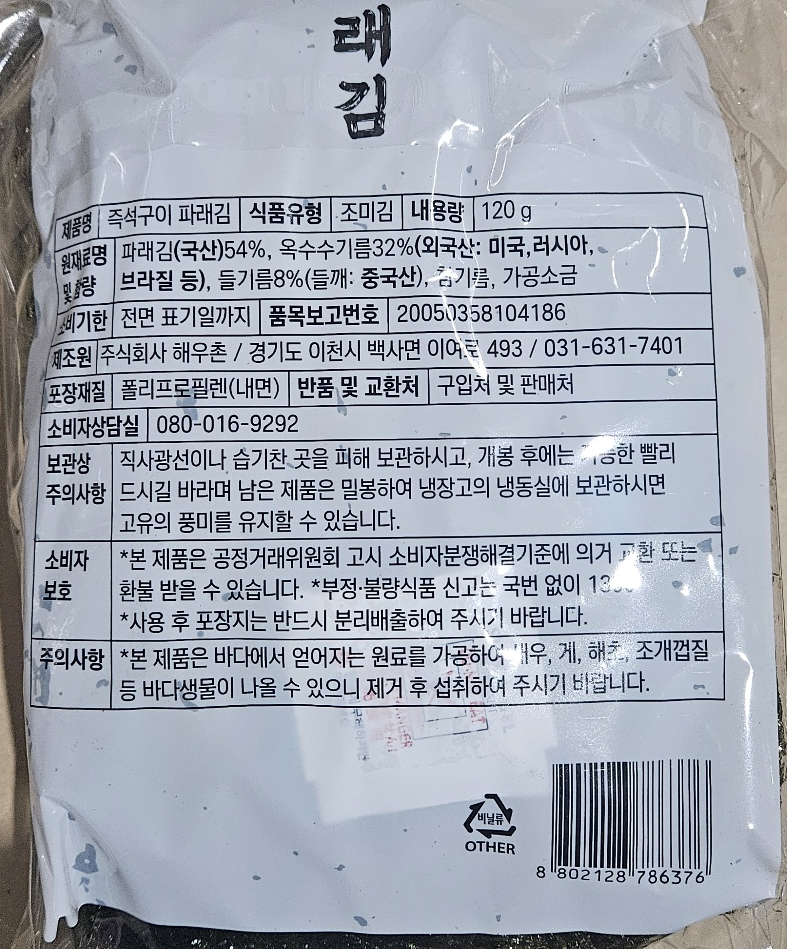 래
김
제품명 즉석구이 파래김 식품유형 조미김 내용량 120 g
원재료명 파래김(국산)54%, 옥수수기름32%(외국산: 미국,러시아,
및 함량 브라질 등), 들기름8%(들깨: 중국산), 참기름, 가공소금
소비기한 전면 표기일까지 품목보고번호 20050358104186
제조원 주식회사 해우촌 / 경기도 이천시 백사면 이여로 493 / 031-631-7401
포장재질 폴리프로필렌(내면) 반품 및 교환처 구입처 및 판매처
소비자상담실 080-016-9292
보관상 직사광선이나 습기찬 곳을 피해 보관하시고, 개봉 후에는 빨리
주의사항 드시길 바라며 남은 제품은 밀봉하여 냉장고의 냉동실에 보관하시면
고유의 풍미를 유지할 수 있습니다.
소비자 *본 제품은 공정거래위원회 고시 소비자분쟁해결기준에 의거 교환 또는
보호 환불 받을 수 있습니다. *부정·불량식품 신고는 국번 없이
*사용 후 포장지는 반드시 분리배출하여 주시기 바랍니다.
주의사항 *본 제품은 바다에서 얻어지는 원료를 가공하여 새우, 게, 해초, 조개껍질
등 바다생물이 나올 수 있으니 제거 후 섭취하여 주시기 바랍니다.
비닐류
OTHER
8 802128 786376